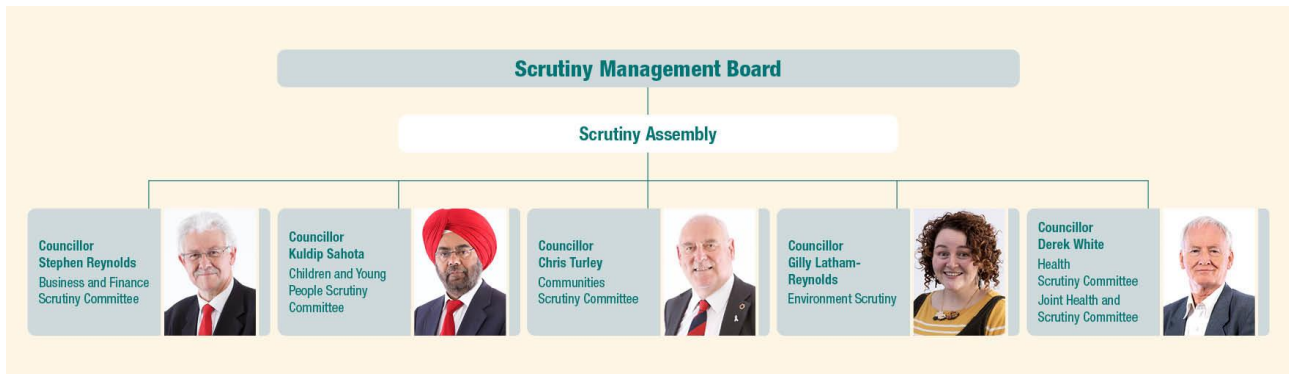 Scrutiny Management Board
Scrutiny Assembly
Councillor
Stephen Reynolds
Business and Finance
Scrutiny Committee
Councillor
Kuldip Sahota
Children and Young
People Scrutiny
Committee
Councillor
Chris Turley
Communities
Scrutiny Committee
Councillor
Gilly Latham-
Reynolds
Environment Scrutiny
Councillor
Derek White
Health
Scrutiny Committee
Joint Health and
Scrutiny Committee